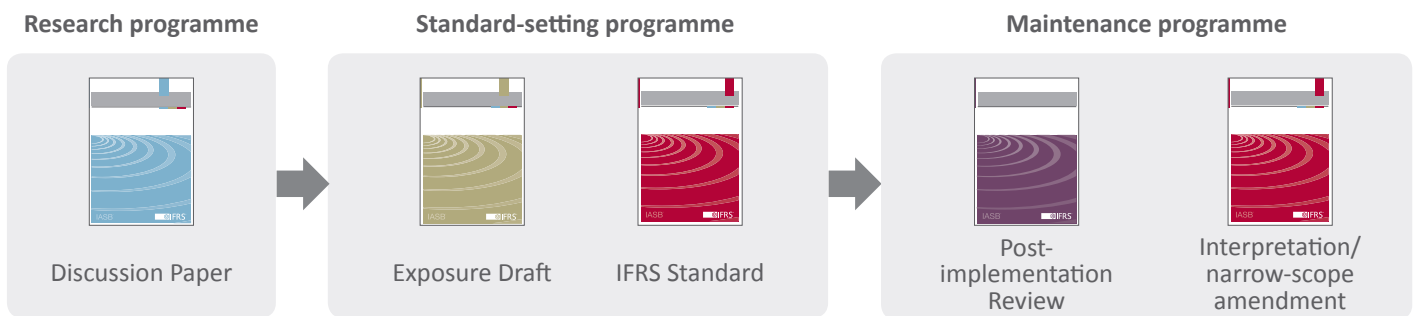 Research programme
Standard-setting programme
Maintenance programme
IASB
IFRS
IASB
IFRS
IASB
IFRS
IASB
IFRS
IASB
IFRS
Discussion Paper
Exposure Draft
IFRS Standard
Post-
implementation
Review
Interpretation/
narrow-scope
amendment